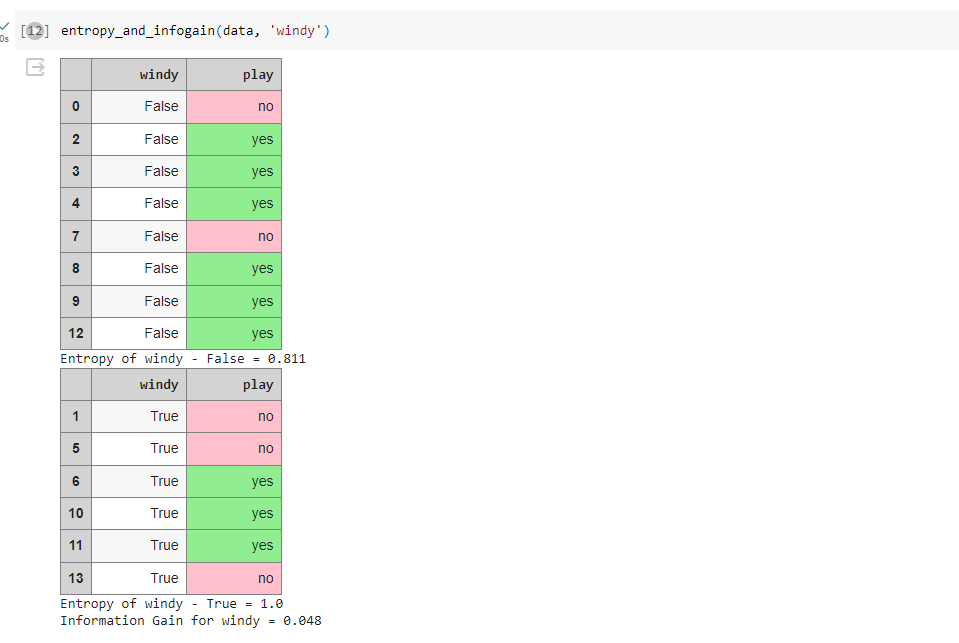 [12] entropy_and_infogain(data, 'windy')
0s
windy play
0 False no
2 False yes
3 False yes
4 False yes
7 False no
8 False yes
9 False yes
12 False yes
Entropy of windy - False = 0.811
windy play
1 True no
5 True no
6 True yes
10 True yes
11 True yes
13 True no
Entropy of windy - True = 1.0
Information Gain for windy = 0.048